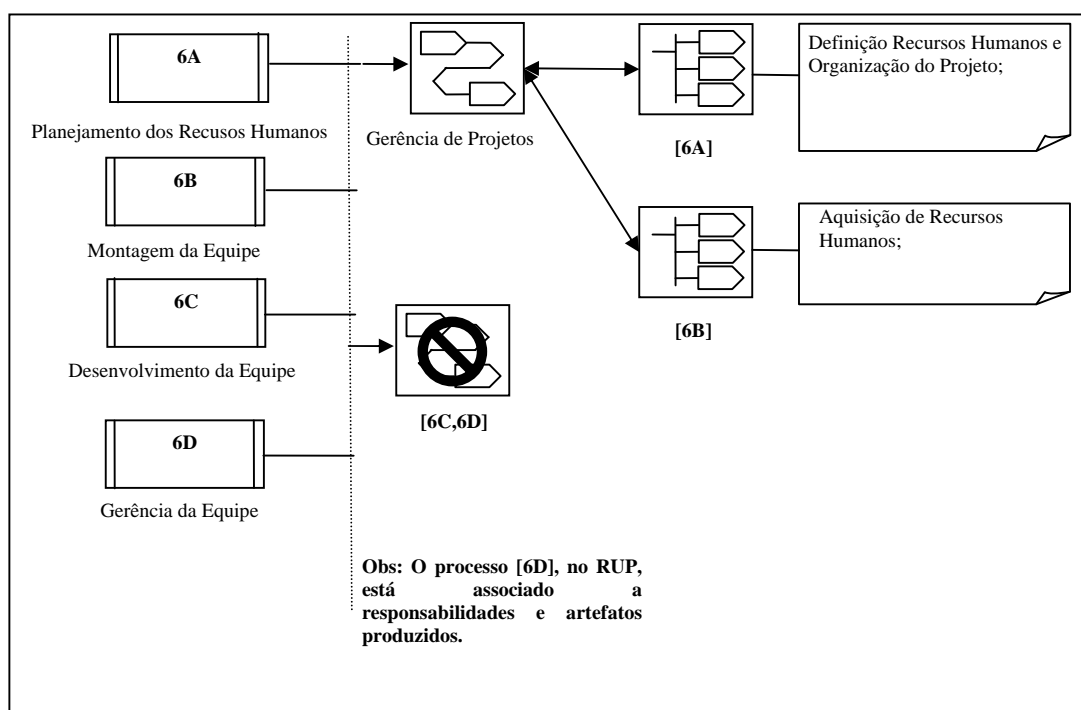 6A
Planejamento dos Recusos Humanos
6B
Montagem da Equipe
6C
Desenvolvimento da Equipe
6D
Gerência da Equipe
Gerência de Projetos
[6C,6D]
Obs: O processo [6D], no RUP,
está associado a
responsabilidades e artefatos
produzidos.
[6A]
Definição Recursos Humanos e
Organização do Projeto;
[6B]
Aquisição de Recursos
Humanos;